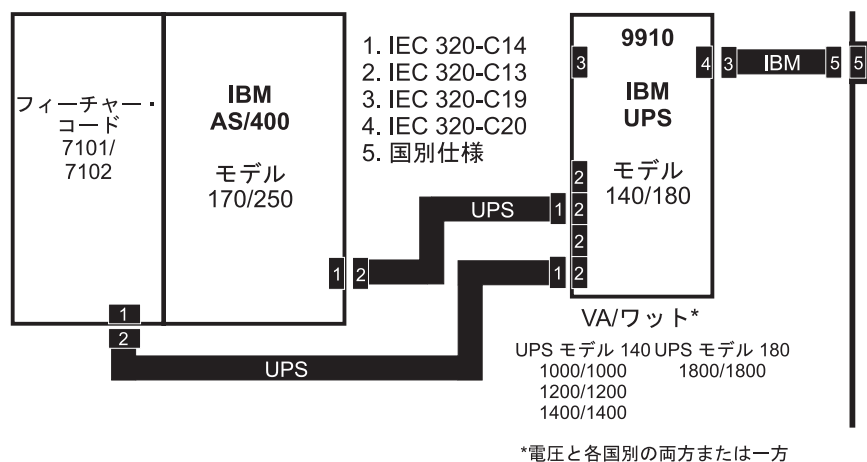 フィーチャー・
コード
7101/
7102
IBM
AS/400
モデル
170/250
1
2
1
2
1. IEC 320-C14
2. IEC 320-C13
3. IEC 320-C19
4. IEC 320-C20
5. 国別仕様
UPS
1
UPS
1
9910
IBM
UPS
モデル
140/180
3
2
2
2
2
4
3
IBM
5
5
VA/ワット*
UPS モデル 140
1000/1000
1200/1200
1400/1400
UPS モデル 180
1800/1800
*電圧と各国別の両方または一方